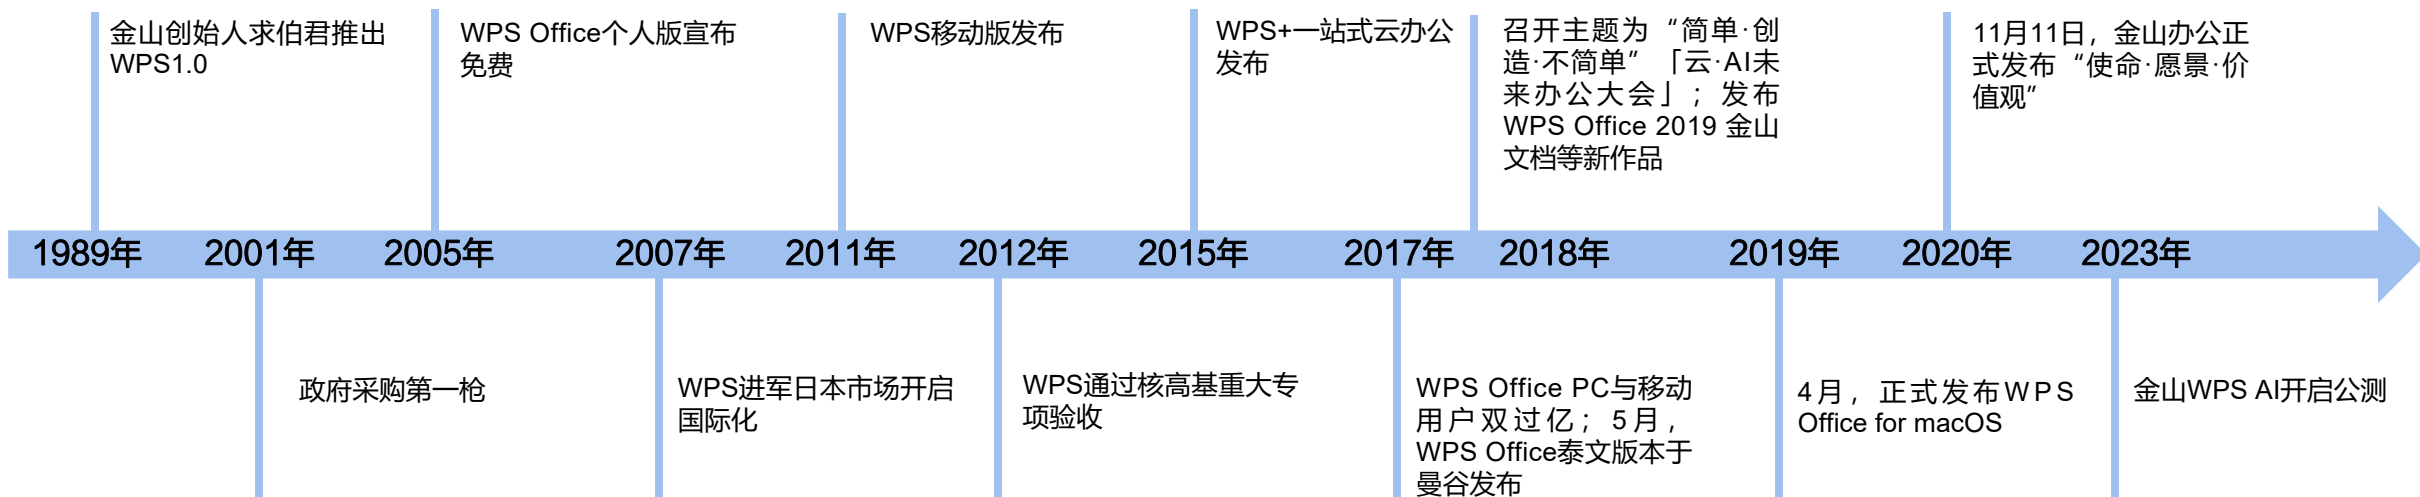 金山创始人求伯君推出
WPS1.0
WPS Office个人版宣布
免费
WPS移动版发布
WPS+一站式云办公
发布
召开主题为“简单·创
造·不简单”「云·AI未
来办公大会」；发布
WPS Office 2019 金山
文档等新作品
11月11日，金山办公正
式发布“使命·愿景·价
值观”
1989年 2001年 2005年 2007年 2011年 2012年 2015年 2017年 2018年 2019年 2020年 2023年
政府采购第一枪
WPS进军日本市场开启
国际化
WPS通过核高基重大专
项验收
WPS Office PC与移动
用户双过亿；5月，
WPS Office泰文版本于
曼谷发布
4月，正式发布WPS
Office for macOS
金山WPS AI开启公测